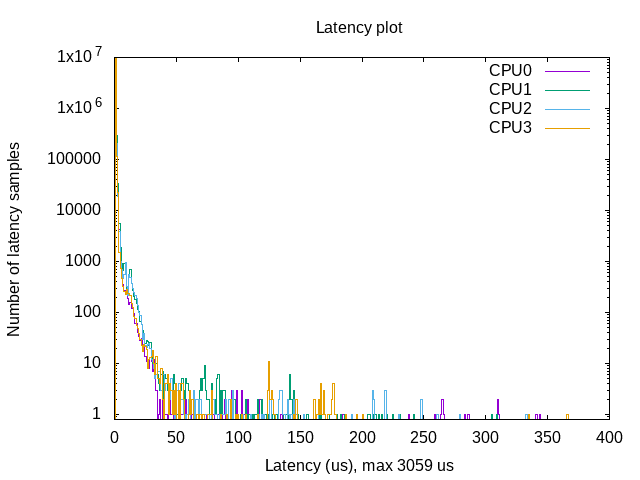 Latency plot
1x10^7
1x10^6
100000
10000
1000
100
10
1
Number of latency samples
CPU0
CPU1
CPU2
CPU3
0 50 100 150 200 250 300 350 400
Latency (us), max 3059 us